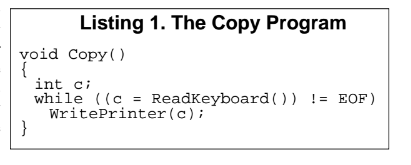 Listing 1. The Copy Program
void Copy()
{
  int c;
  while ((c = ReadKeyboard()) != EOF)
    WritePrinter(c);
}